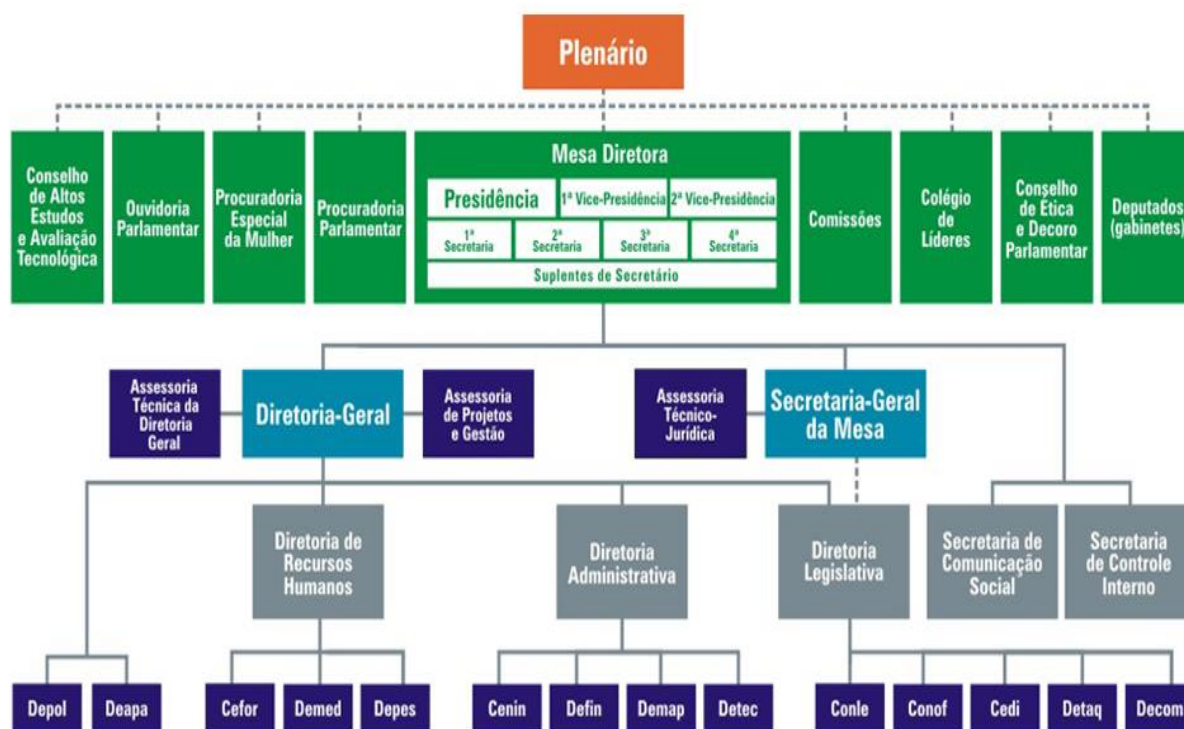 Plenário
Conselho
de Altos
Estudos
e Avaliação
Tecnológica
Ouvidoria
Parlamentar
Procuradoria
Especial
da Mulher
Procuradoria
Parlamentar
Mesa Diretora
Presidência
1ª Vice-Presidência
2ª Vice-Presidência
1ª
Secretaria
2ª
Secretaria
3ª
Secretaria
4ª
Secretaria
Suplentes de Secretário
Comissões
Colégio
de
Líderes
Conselho
de Ética
e Decoro
Parlamentar
Deputados
(gabinetes)
Assessoria
Técnica da
Diretoria
Geral
Diretoria-Geral
Assessoria
de Projetos
e Gestão
Assessoria
Técnico-
Jurídica
Secretaria-Geral
da Mesa
Diretoria de
Recursos
Humanos
Diretoria
Administrativa
Diretoria
Legislativa
Secretaria de
Comunicação
Social
Secretaria
de Controle
Interno
Depol
Deapa
Cefor
Demed
Depes
Cenin
Defin
Demap
Detec
Conle
Conof
Cedi
Detaq
Decom